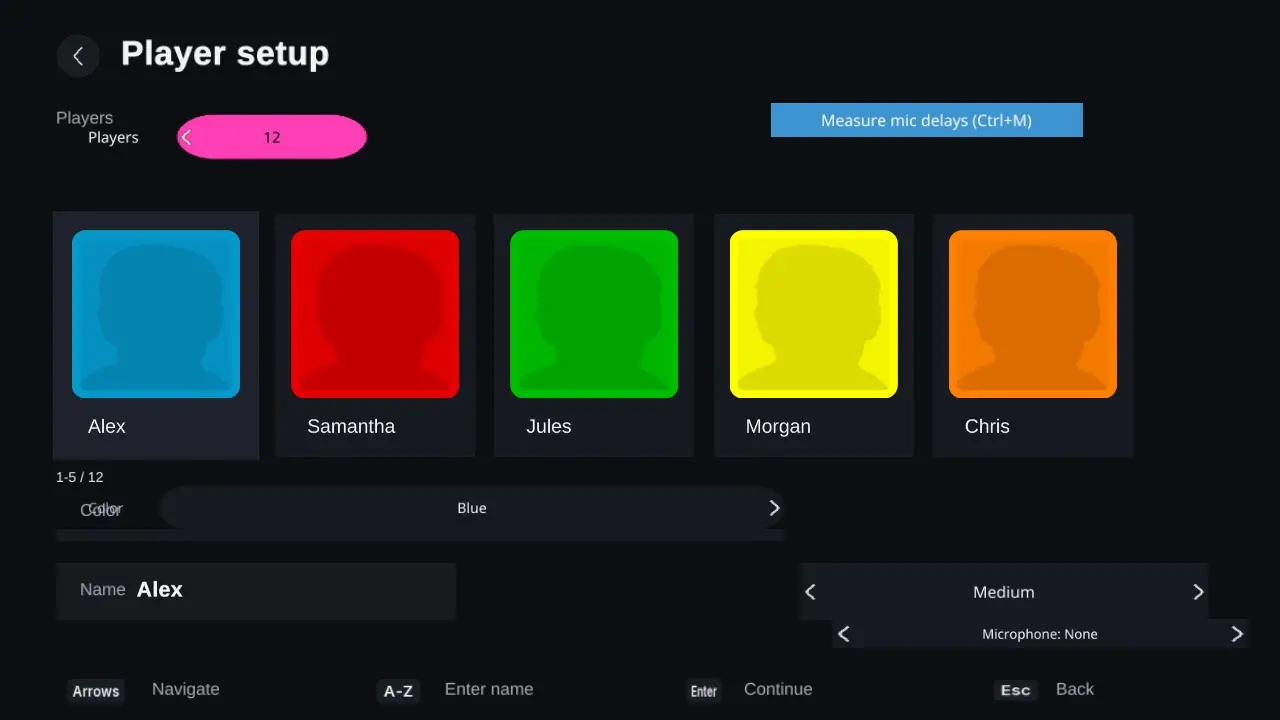 Player setup
Players
Players
12
Measure mic delays (Ctrl+M)
Alex
Samantha
Jules
Morgan
Chris
1-5 / 12
Color
Color
Blue
Name Alex
Medium
Microphone: None
Arrows Navigate
A-Z Enter name
Enter Continue
Esc Back